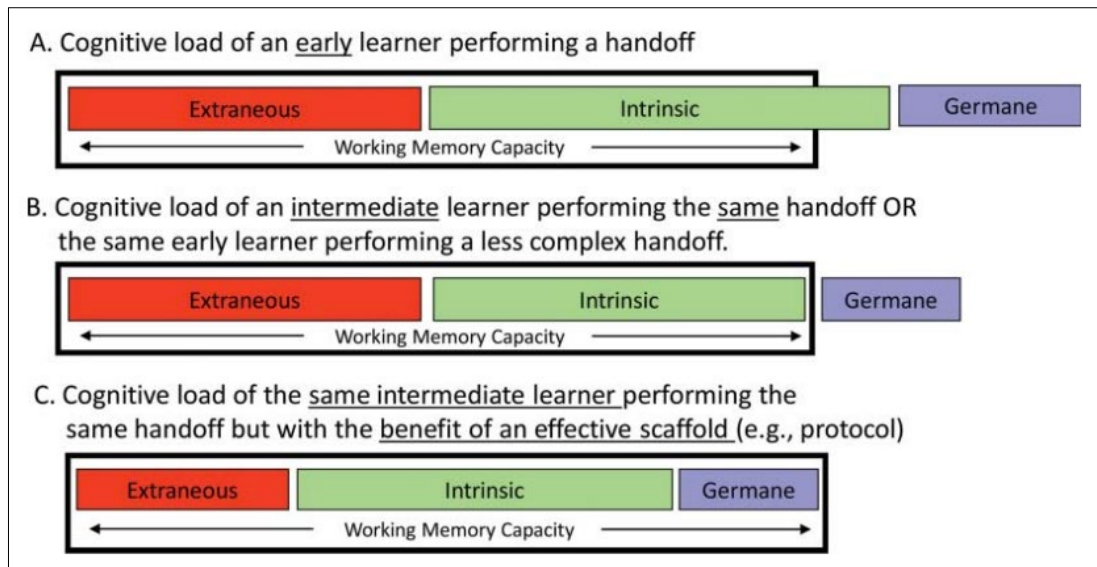 A. Cognitive load of an early learner performing a handoff
Extraneous Intrinsic Germane
Working Memory Capacity
B. Cognitive load of an intermediate learner performing the same handoff OR
the same early learner performing a less complex handoff.
Extraneous Intrinsic Germane
Working Memory Capacity
C. Cognitive load of the same intermediate learner performing the
same handoff but with the benefit of an effective scaffold (e.g., protocol)
Extraneous Intrinsic Germane
Working Memory Capacity